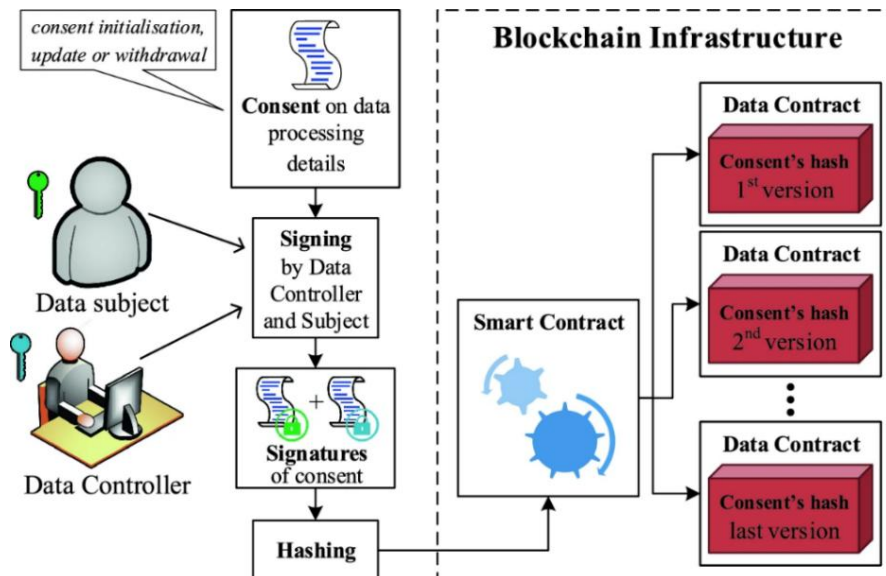 consent initialisation,
update or withdrawal
Consent on data
processing
details
Data subject
Data Controller
Signing
by Data
Controller
and Subject
+
Signatures
of consent
Hashing
Blockchain Infrastructure
Smart Contract
Data Contract
Consent's hash
1st version
Data Contract
Consent's hash
2nd version
Data Contract
Consent's hash
last version